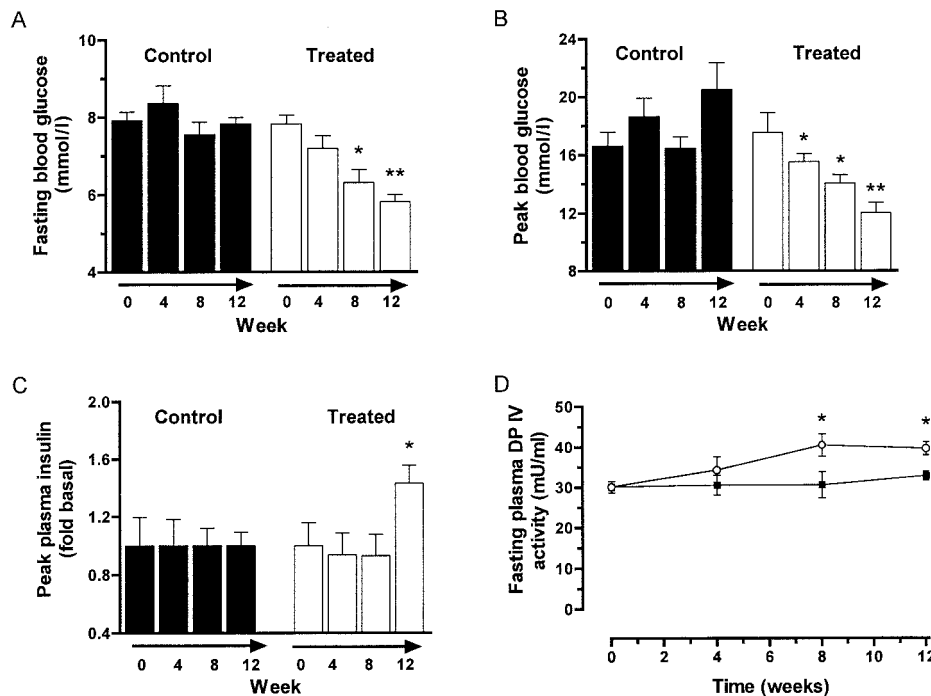 A
Control
Treated
Fasting blood glucose
(mmol/l)
10
8
6
4
*
**
0 4 8 12 0 4 8 12
Week
B
Control
Treated
Peak blood glucose
(mmol/l)
24
20
16
12
8
*
*
**
0 4 8 12 0 4 8 12
Week
C
Control
Treated
Peak plasma insulin
(fold basal)
2.0
1.6
1.2
0.8
0.4
*
0 4 8 12 0 4 8 12
Week
D
Fasting plasma DP IV
activity (mU/ml)
50
40
30
20
10
0
*
*
0 2 4 6 8 10 12
Time (weeks)